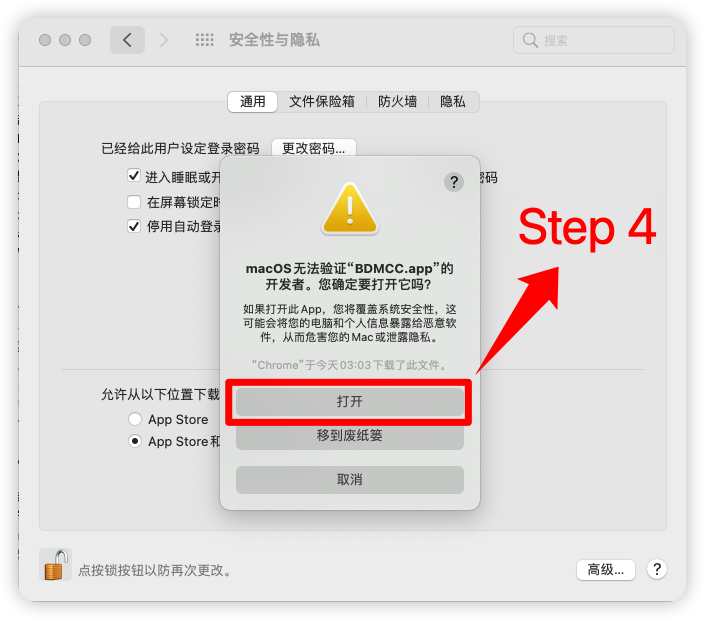 安全性与隐私
搜索
通用 文件保险箱 防火墙 隐私
已经给此用户设定登录密码 更改密码...
进入睡眠或开
密码
在屏幕锁定时
停用自动登录
?
Step 4
macOS无法验证“BDMCC.app”的
开发者。您确定要打开它吗?
如果打开此App，您将覆盖系统安全性，这
可能会将您的电脑和个人信息暴露给恶意软
件，从而危害您的Mac或泄露隐私。
“Chrome”于今天03:03下载了此文件。
允许从以下位置下载
打开
App Store
移到废纸篓
App Store和
取消
点按锁按钮以防再次更改。
高级... ?